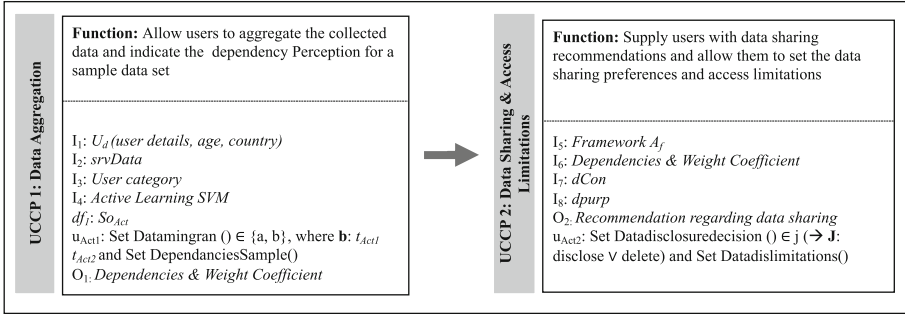 UCCP 1: Data Aggregation
Function: Allow users to aggregate the collected
data and indicate the dependency Perception for a
sample data set
I1: Ud (user details, age, country)
I2: srvData
I3: User category
I4: Active Learning SVM
df1: SoAct
uAct1: Set Datamingran () ∈ {a, b}, where b: tAct1
tAct2 and Set DependanciesSample()
O1: Dependencies & Weight Coefficient
UCCP 2: Data Sharing & Access
Limitations
Function: Supply users with data sharing
recommendations and allow them to set the data
sharing preferences and access limitations
I5: Framework Af
I6: Dependencies & Weight Coefficient
I7: dCon
I8: dpurp
O2: Recommendation regarding data sharing
uAct2: Set Datadisclosuredecision () ∈ j (→ J:
disclose ∨ delete) and Set Datadislimitations()